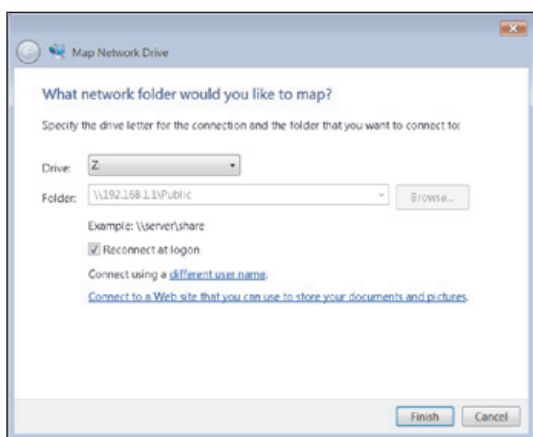 Map Network Drive
What network folder would you like to map?
Specify the drive letter for the connection and the folder that you want to connect to:
Drive: Z
Folder: \\192.168.1.1\Public Browse...
Example: \\server\share
Reconnect at logon
Connect using a different user name.
Connect to a Web site that you can use to store your documents and pictures.
Finish Cancel